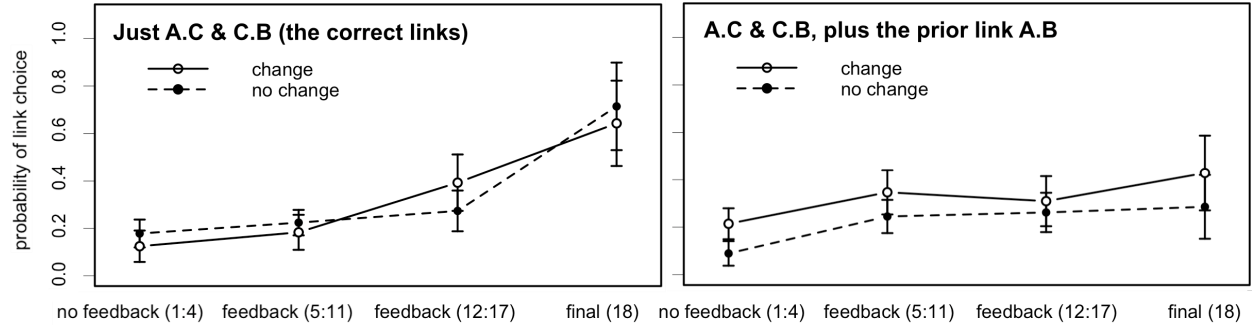 Just A.C & C.B (the correct links)
change
no change
probability of link choice
0.0 0.2 0.4 0.6 0.8 1.0
no feedback (1:4) feedback (5:11) feedback (12:17) final (18)
A.C & C.B, plus the prior link A.B
change
no change
no feedback (1:4) feedback (5:11) feedback (12:17) final (18)